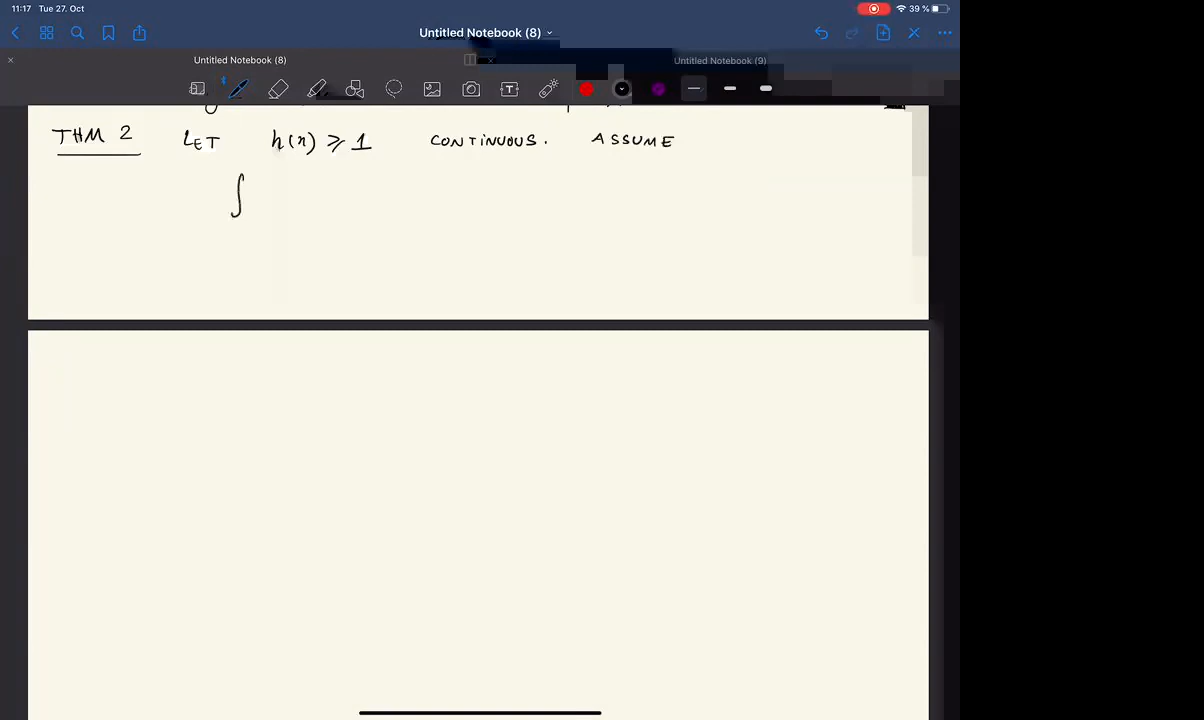 11:17 Tue 27. Oct 39 %
Untitled Notebook (8)
Untitled Notebook (8) Untitled Notebook (9)
THM 2 LET h(x) ⩾ 1 CONTINUOUS. ASSUME
∫